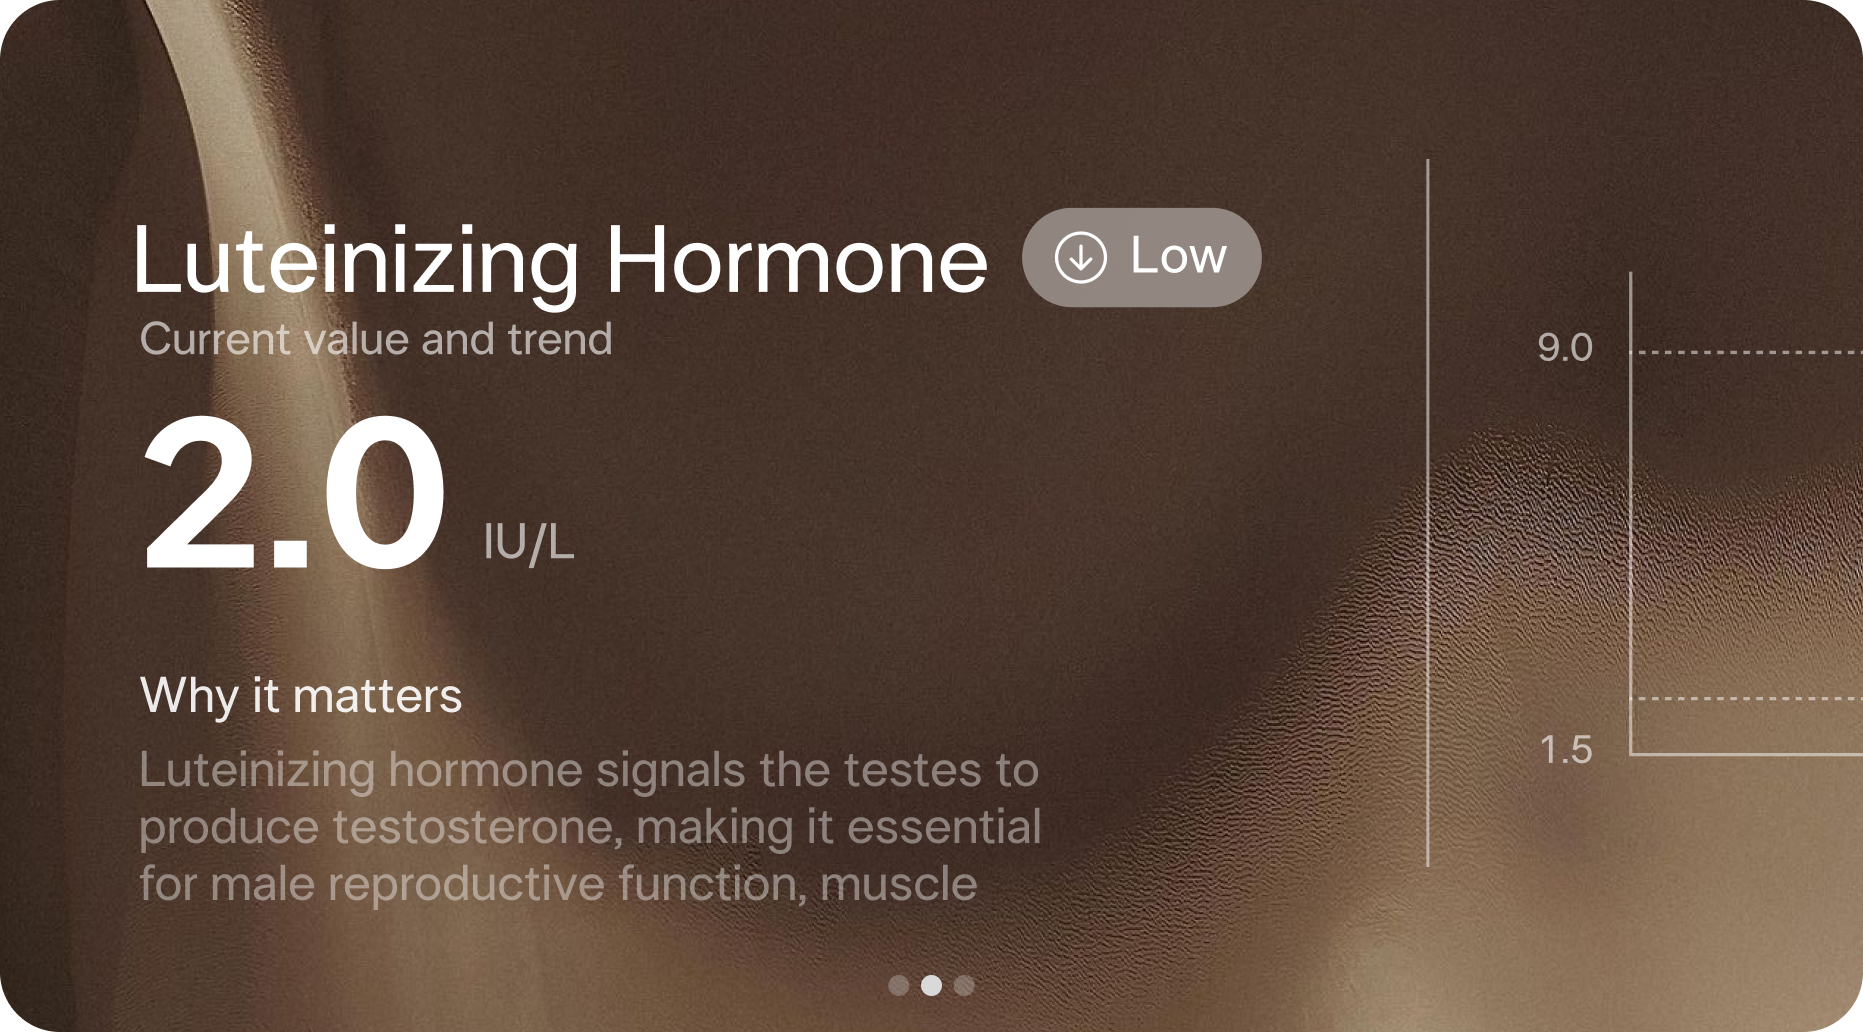 Luteinizing Hormone
Low
Current value and trend
2.0 IU/L
Why it matters
Luteinizing hormone signals the testes to
produce testosterone, making it essential
for male reproductive function, muscle
9.0
1.5